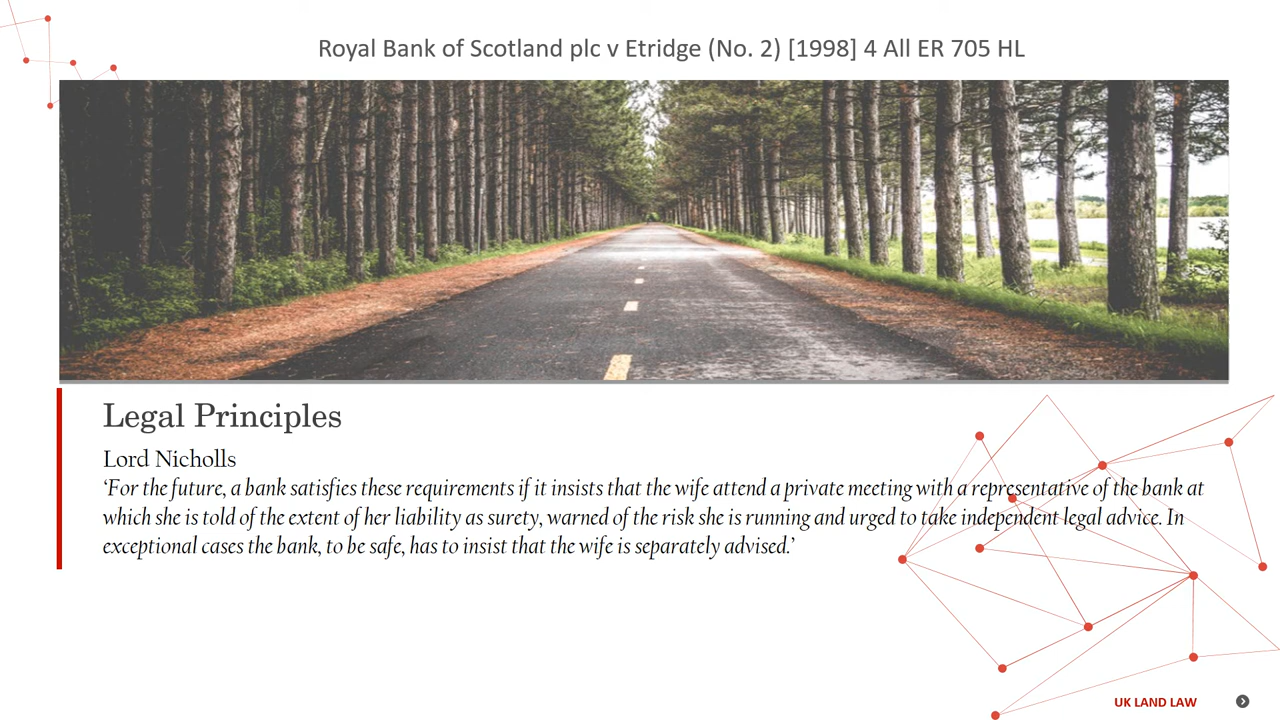 Royal Bank of Scotland plc v Etridge (No. 2) [1998] 4 All ER 705 HL
Legal Principles
Lord Nicholls
‘For the future, a bank satisfies these requirements if it insists that the wife attend a private meeting with a representative of the bank at
which she is told of the extent of her liability as surety, warned of the risk she is running and urged to take independent legal advice. In
exceptional cases the bank, to be safe, has to insist that the wife is separately advised.’
UK LAND LAW